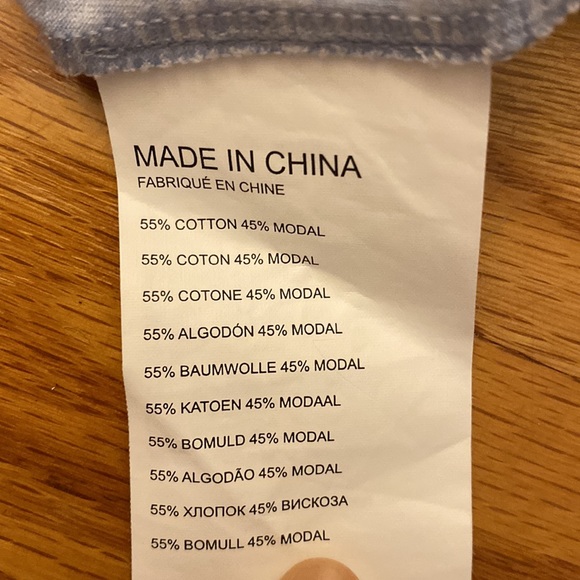 MADE IN CHINA
FABRIQUÉ EN CHINE
55% COTTON 45% MODAL
55% COTON 45% MODAL
55% COTONE 45% MODAL
55% ALGODÓN 45% MODAL
55% BAUMWOLLE 45% MODAL
55% KATOEN 45% MODAAL
55% BOMULD 45% MODAL
55% ALGODÃO 45% MODAL
55% ХЛОПОК 45% ВИСКОЗА
55% BOMULL 45% MODAL